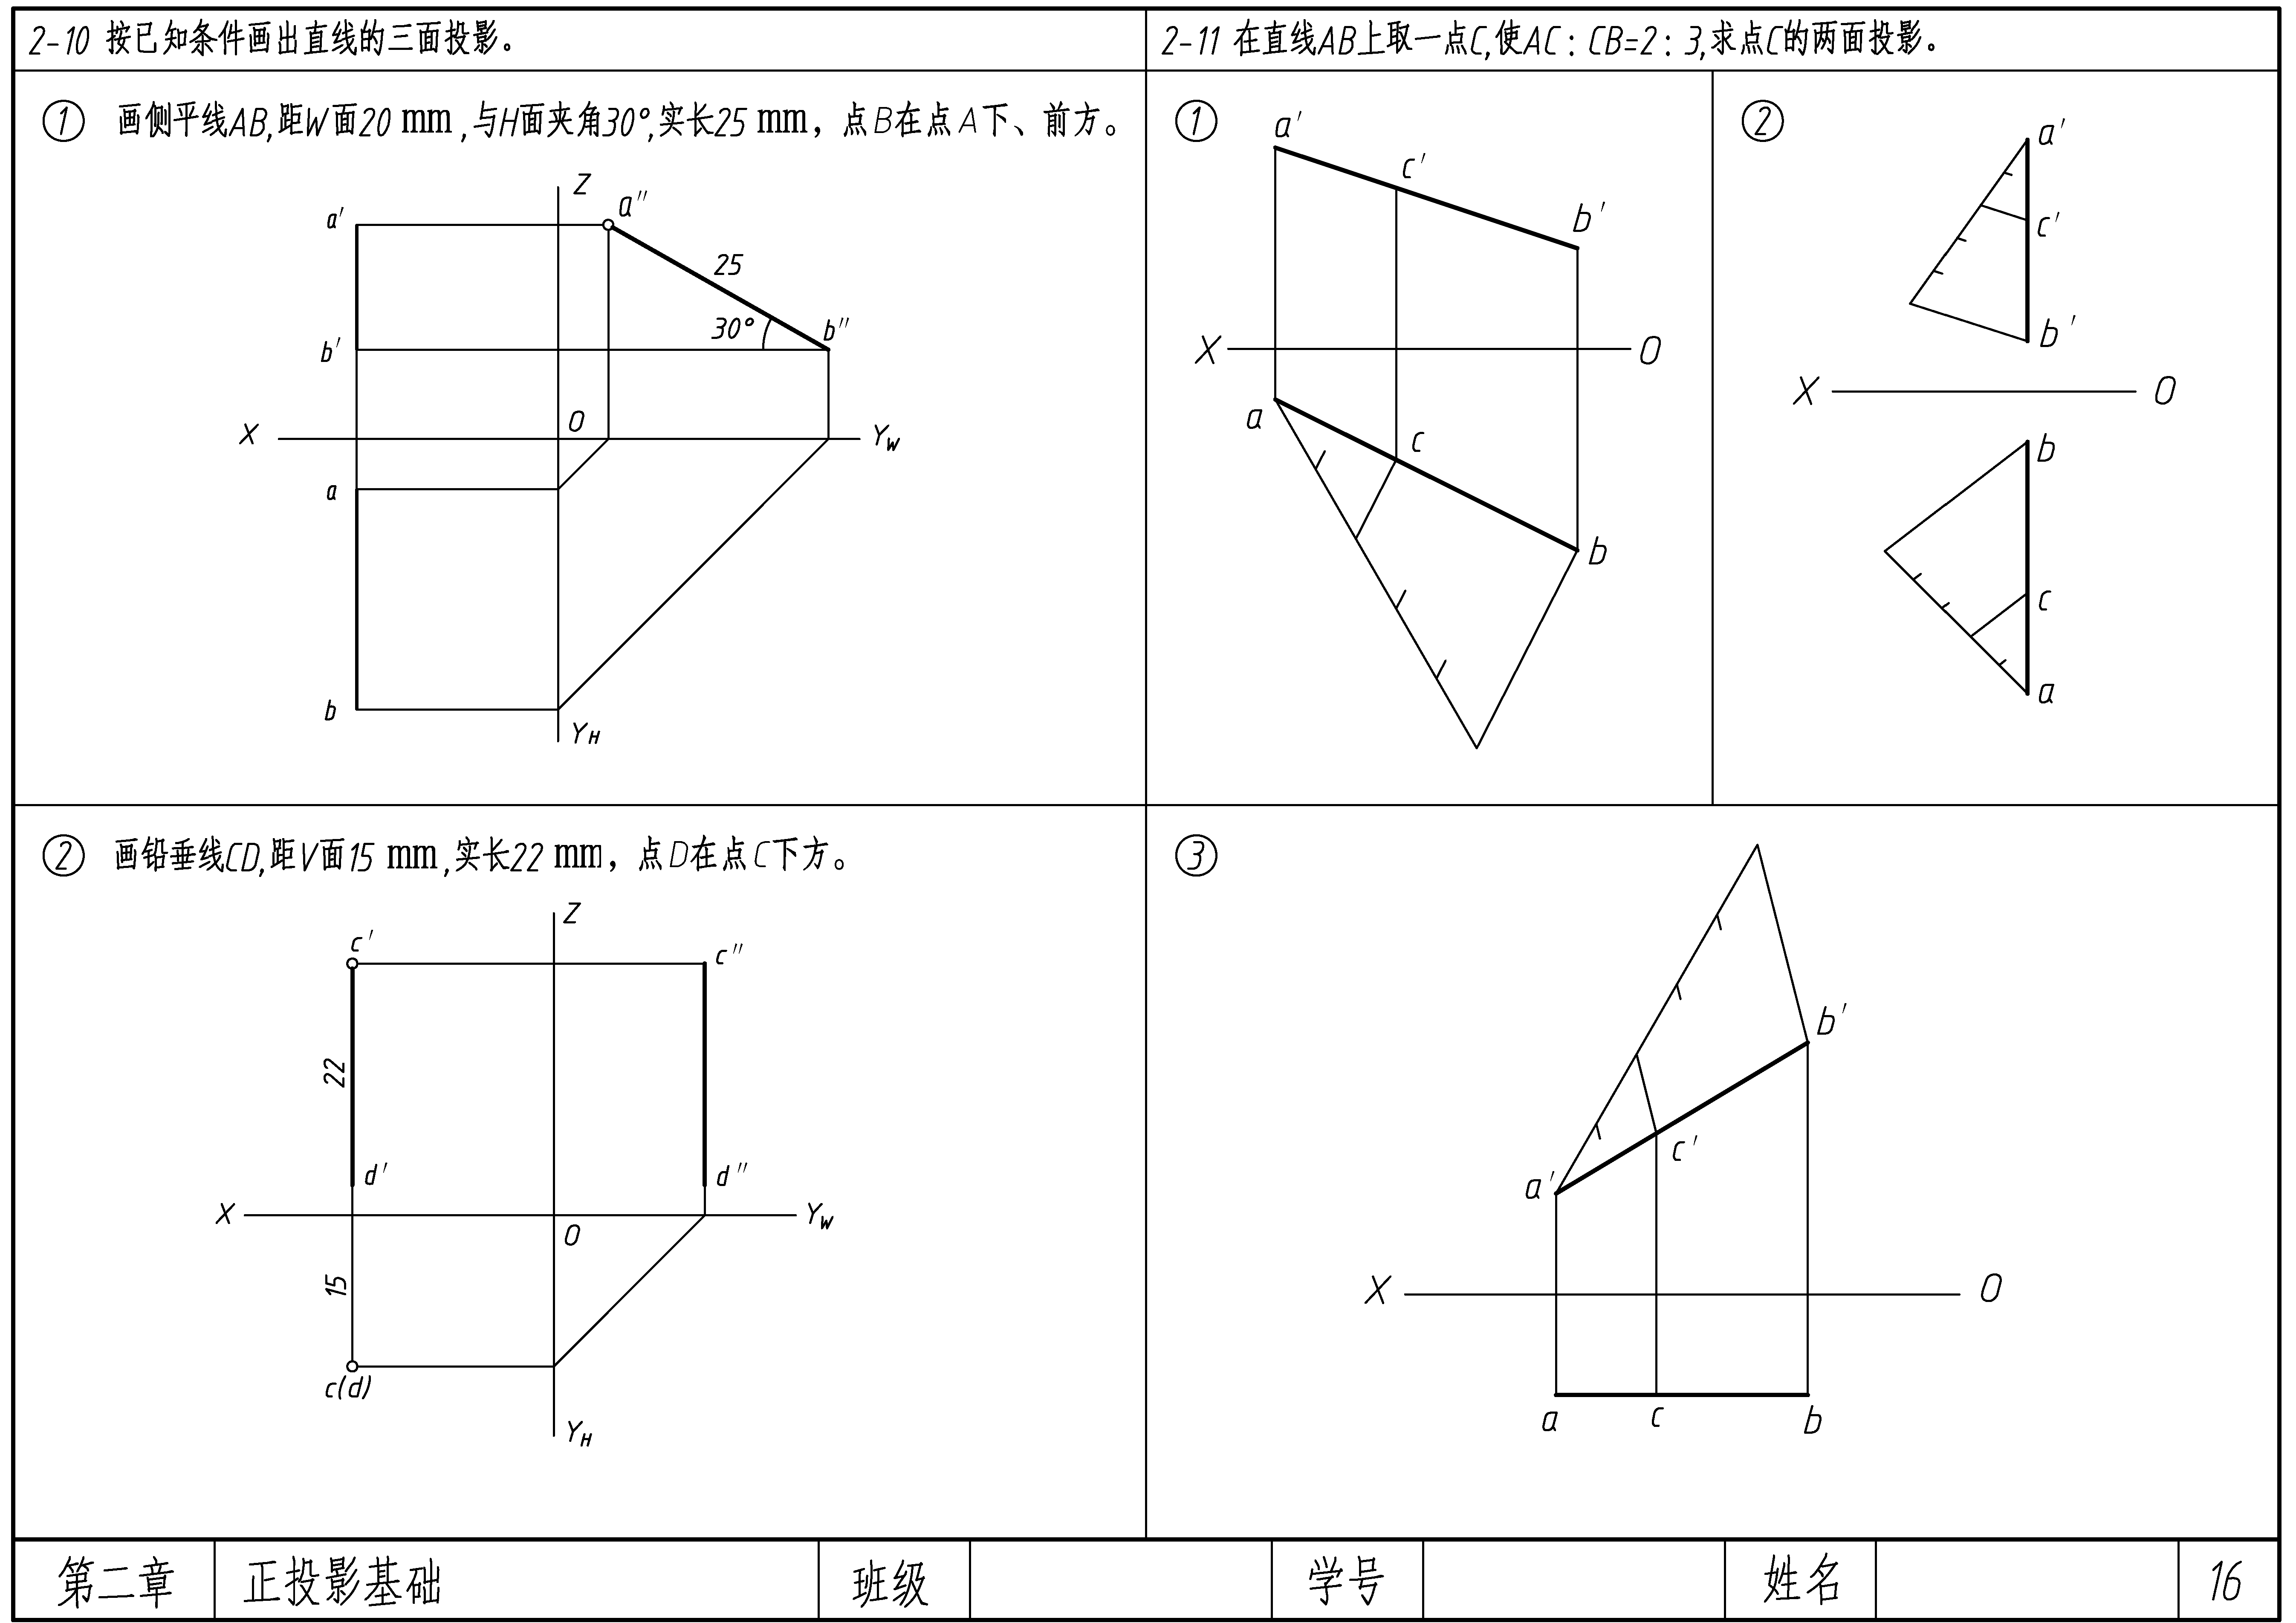 2-10 按已知条件画出直线的三面投影。
① 画侧平线AB,距W面20 mm,与H面夹角30°,实长25 mm，点B在点A下、前方。
Z
a' a"
25
30° b"
b'
O
X Y_W
a
b
Y_H
② 画铅垂线CD,距V面15 mm,实长22 mm，点D在点C下方。
Z
c' c"
22
d' d"
X Y_W
O
15
c(d)
Y_H
2-11 在直线AB上取一点C,使AC：CB=2：3,求点C的两面投影。
①
a'
c'
b'
X O
a
c
b
②
a'
c'
b'
X O
b
c
a
③
b'
c'
a'
X O
a c b
第二章 正投影基础 班级 学号 姓名 16